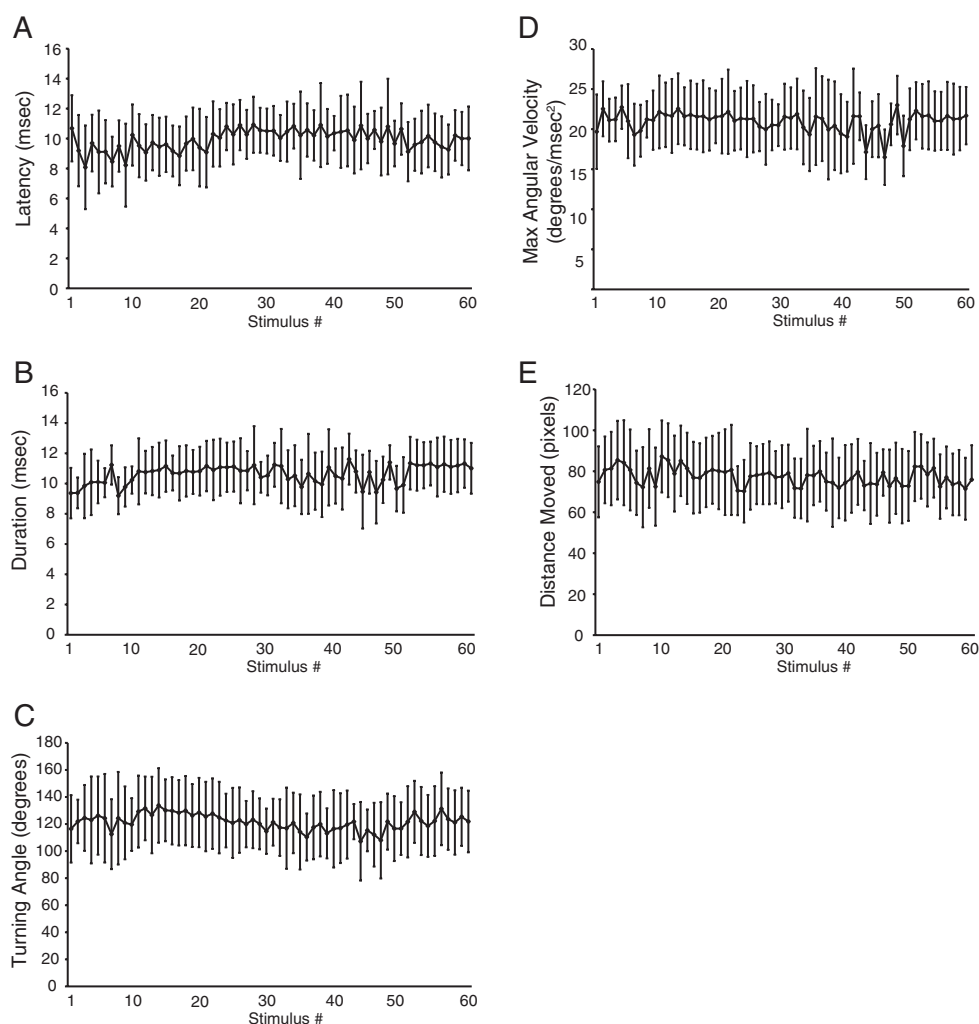 A
Latency (msec)
16
14
12
10
8
6
4
2
0
1 10 20 30 40 50 60
Stimulus #
B
Duration (msec)
16
14
12
10
8
6
4
2
0
1 10 20 30 40 50 60
Stimulus #
C
Turning Angle (degrees)
180
160
140
120
100
80
60
40
20
0
1 10 20 30 40 50 60
Stimulus #
D
Max Angular Velocity
(degrees/msec²)
30
25
20
15
10
5
1 10 20 30 40 50 60
Stimulus #
E
Distance Moved (pixels)
120
100
80
60
40
20
0
1 10 20 30 40 50 60
Stimulus #